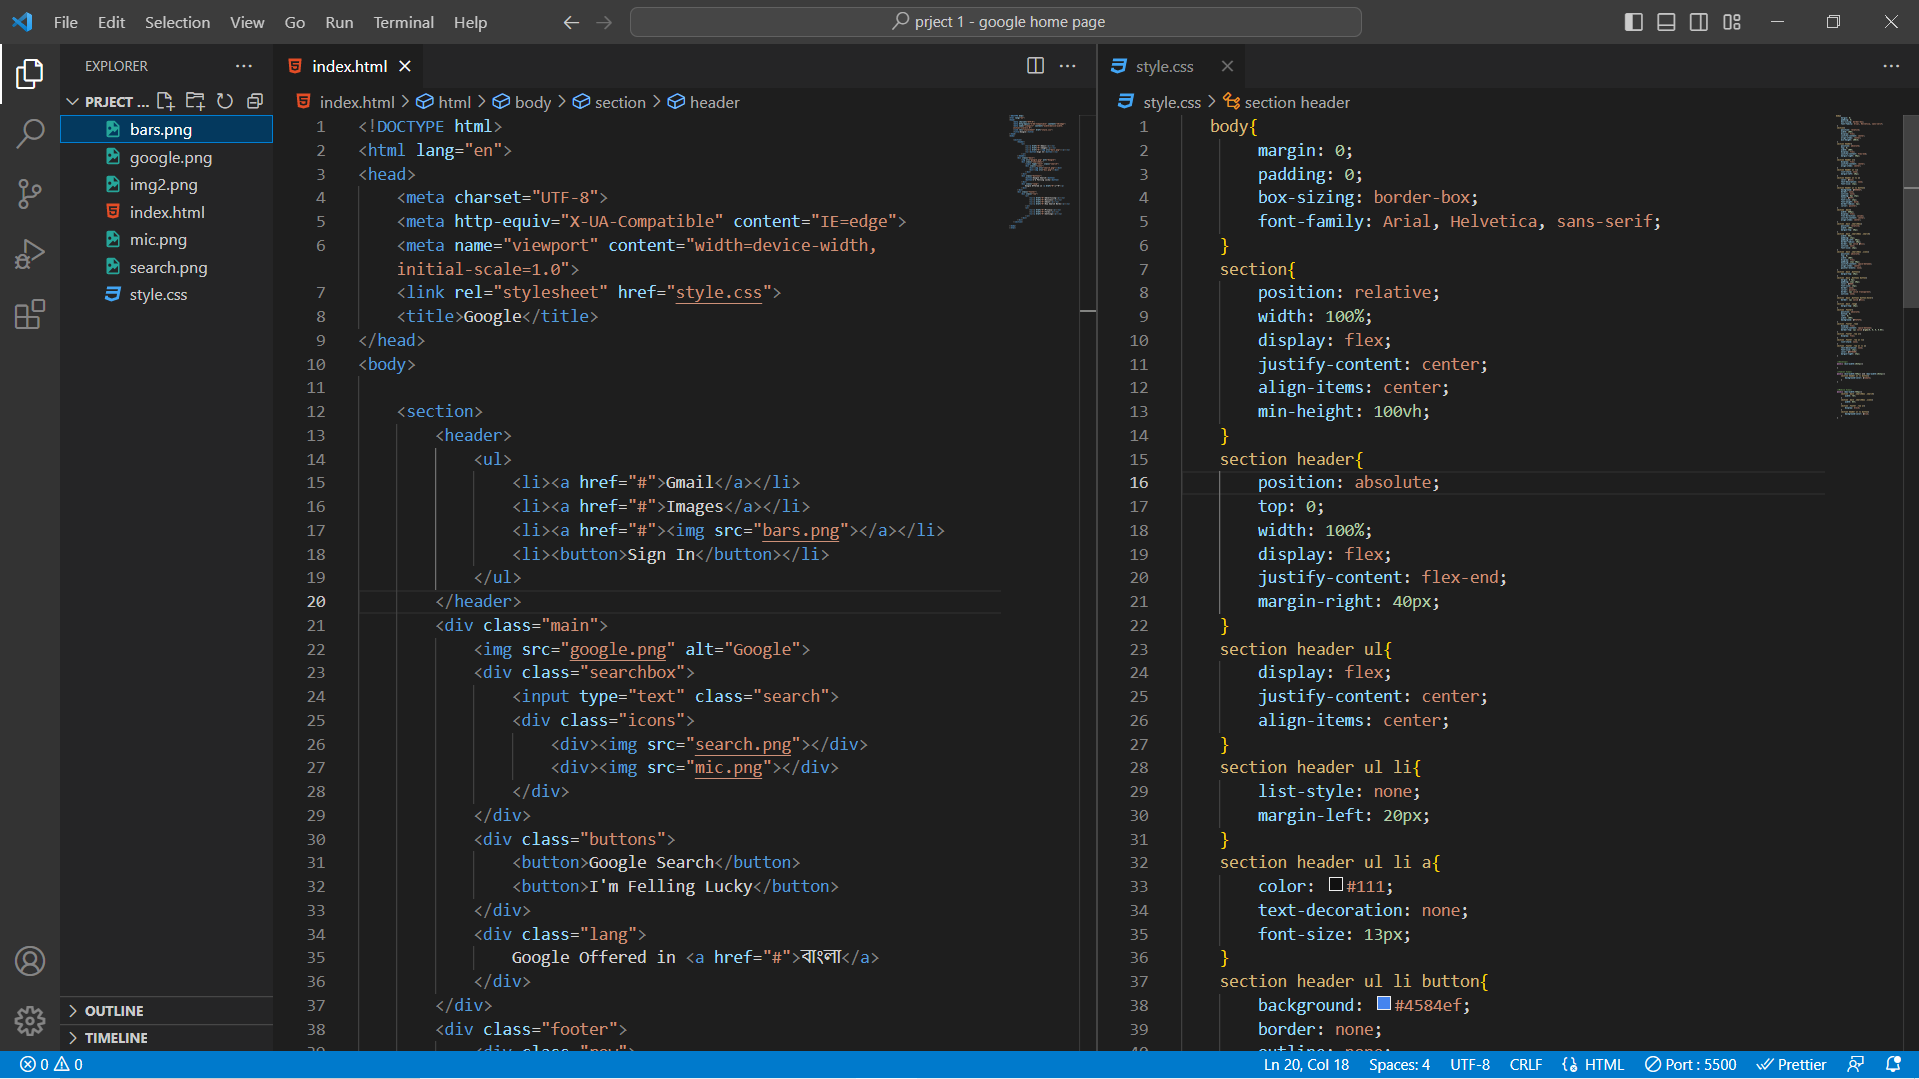 File Edit Selection View Go Run Terminal Help prject 1 - google home page
EXPLORER
PRJECT ...
bars.png
google.png
img2.png
index.html
mic.png
search.png
style.css
OUTLINE
TIMELINE
index.html
index.html > html > body > section > header
1 <!DOCTYPE html>
2 <html lang="en">
3 <head>
4 <meta charset="UTF-8">
5 <meta http-equiv="X-UA-Compatible" content="IE=edge">
6 <meta name="viewport" content="width=device-width,
initial-scale=1.0">
7 <link rel="stylesheet" href="style.css">
8 <title>Google</title>
9 </head>
10 <body>
11
12 <section>
13 <header>
14 <ul>
15 <li><a href="#">Gmail</a></li>
16 <li><a href="#">Images</a></li>
17 <li><a href="#"><img src="bars.png"></a></li>
18 <li><button>Sign In</button></li>
19 </ul>
20 </header>
21 <div class="main">
22 <img src="google.png" alt="Google">
23 <div class="searchbox">
24 <input type="text" class="search">
25 <div class="icons">
26 <div><img src="search.png"></div>
27 <div><img src="mic.png"></div>
28 </div>
29 </div>
30 <div class="buttons">
31 <button>Google Search</button>
32 <button>I'm Felling Lucky</button>
33 </div>
34 <div class="lang">
35 Google Offered in <a href="#">বাংলা</a>
36 </div>
37 </div>
38 <div class="footer">
style.css
style.css > section header
1 body{
2 margin: 0;
3 padding: 0;
4 box-sizing: border-box;
5 font-family: Arial, Helvetica, sans-serif;
6 }
7 section{
8 position: relative;
9 width: 100%;
10 display: flex;
11 justify-content: center;
12 align-items: center;
13 min-height: 100vh;
14 }
15 section header{
16 position: absolute;
17 top: 0;
18 width: 100%;
19 display: flex;
20 justify-content: flex-end;
21 margin-right: 40px;
22 }
23 section header ul{
24 display: flex;
25 justify-content: center;
26 align-items: center;
27 }
28 section header ul li{
29 list-style: none;
30 margin-left: 20px;
31 }
32 section header ul li a{
33 color: #111;
34 text-decoration: none;
35 font-size: 13px;
36 }
37 section header ul li button{
38 background: #4584ef;
39 border: none;
0 0 Ln 20, Col 18 Spaces: 4 UTF-8 CRLF HTML Port : 5500 Prettier